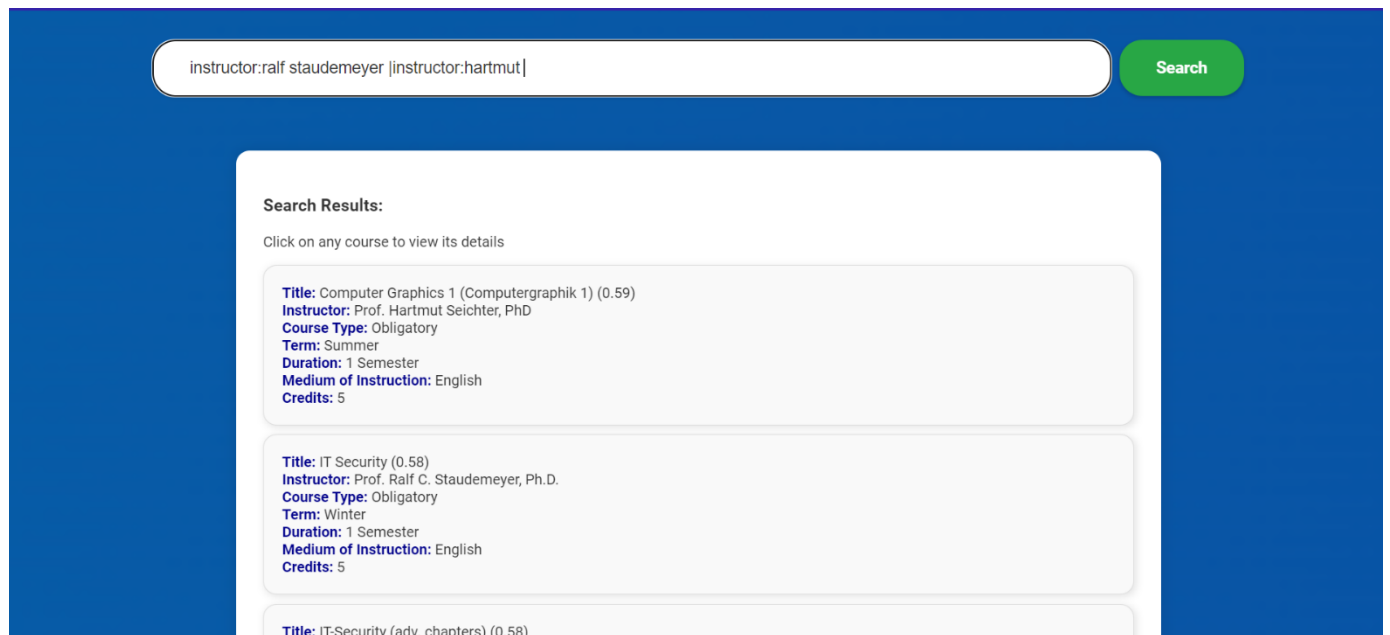 instructor:ralf staudemeyer |instructor:hartmut
Search
Search Results:
Click on any course to view its details
Title: Computer Graphics 1 (Computergraphik 1) (0.59)
Instructor: Prof. Hartmut Seichter, PhD
Course Type: Obligatory
Term: Summer
Duration: 1 Semester
Medium of Instruction: English
Credits: 5
Title: IT Security (0.58)
Instructor: Prof. Ralf C. Staudemeyer, Ph.D.
Course Type: Obligatory
Term: Winter
Duration: 1 Semester
Medium of Instruction: English
Credits: 5
Title: IT-Security (adv. chapters) (0.58)